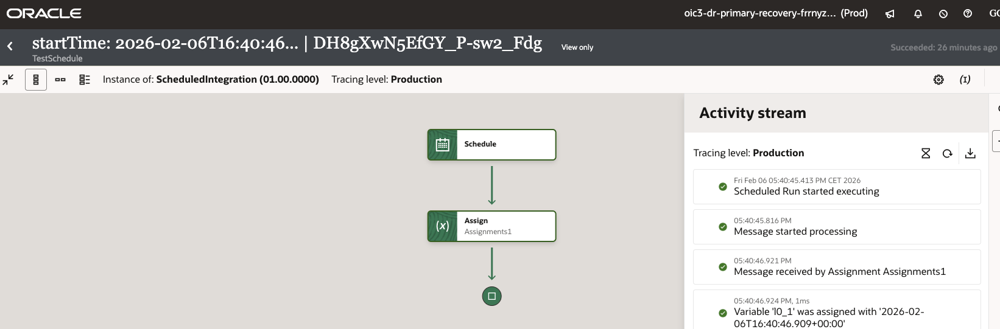 ORACLE
oic3-dr-primary-recovery-frrnyz... (Prod)
startTime: 2026-02-06T16:40:46... | DH8gXwN5EfGY_P-sw2_Fdg
View only
Succeeded: 26 minutes ago
TestSchedule
Instance of: ScheduledIntegration (01.00.0000)
Tracing level: Production
(I)
Schedule
(x)
Assign
Assignments1
Activity stream
Tracing level: Production
Fri Feb 06 05:40:45.413 PM CET 2026
Scheduled Run started executing
05:40:45.816 PM
Message started processing
05:40:46.921 PM
Message received by Assignment Assignments1
05:40:46.924 PM, 1ms
Variable 'l0_1' was assigned with '2026-02-
06T16:40:46.909+00:00'